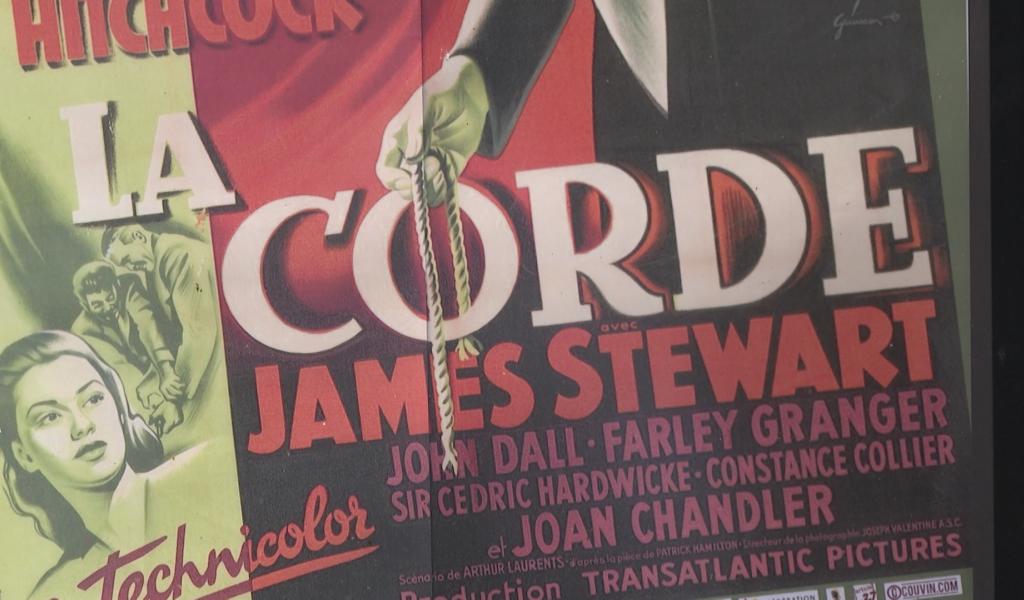 HITCHCOCK
LA
CORDE
avec
JAMES STEWART
JOHN DALL · FARLEY GRANGER
SIR CEDRIC HARDWICKE · CONSTANCE COLLIER
et JOAN CHANDLER
Technicolor
Scénario de ARTHUR LAURENTS · d'après la pièce de PATRICK HAMILTON · Directeur de la photographie: JOSEPH VALENTINE A.S.C.
Production TRANSATLANTIC PICTURES
©COUVIN.COM